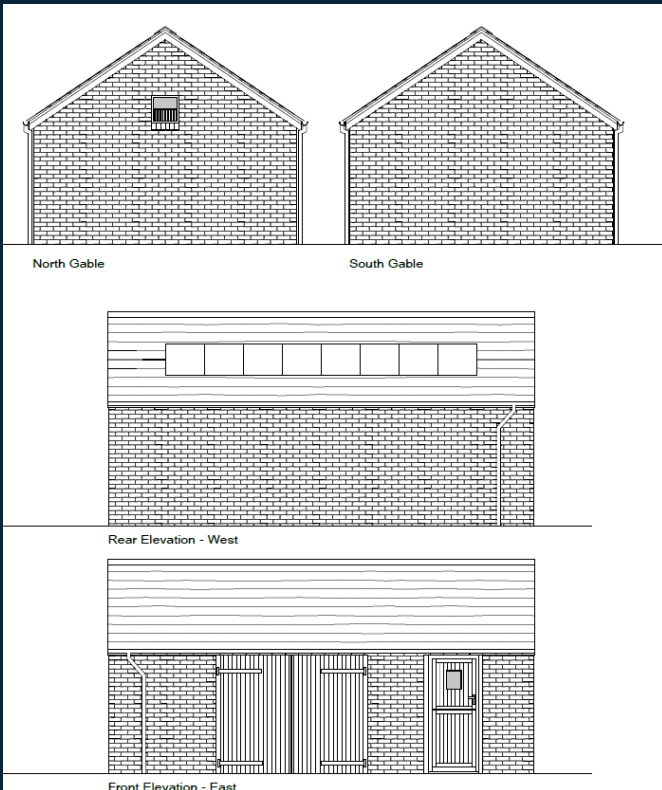 North Gable
South Gable
Rear Elevation - West
Front Elevation - East